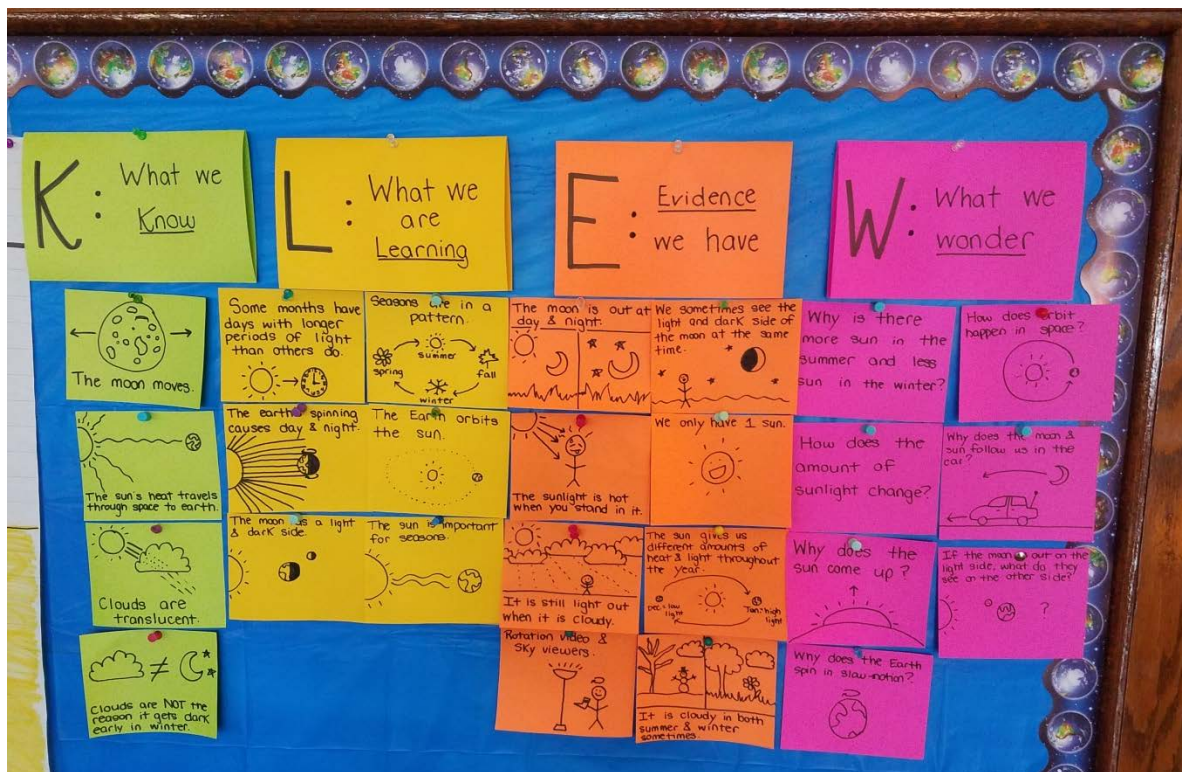 K: What we
Know
L: What we
are
Learning
E: Evidence
we have
W: What we
wonder
The moon moves.
The sun's heat travels
through space to earth.
Clouds are
translucent.
≠
Clouds are NOT the
reason it gets dark
early in winter.
Some months have
days with longer
periods of light
than others do.
The earth spinning
causes day & night.
The moon has a light
& dark side.
Seasons are in a
pattern.
summer
spring
fall
winter
The Earth orbits
the sun.
The sun is important
for seasons.
The moon is out at
day & night.
The sunlight is hot
when you stand in it.
It is still light out
when it is cloudy.
Rotation video &
Sky viewers.
We sometimes see the
light and dark side of
the moon at the same
time.
We only have 1 sun.
The sun gives us
different amounts of
heat & light throughout
the year.
Dec.=low
light
=high
light
It is cloudy in both
summer & winter
sometimes.
Why is there
more sun in the
summer and less
sun in the winter?
How does the
amount of
sunlight change?
Why does the
sun come up?
Why does the Earth
spin in slow-motion?
How does orbit
happen in space?
Why does the moon &
sun follow us in the
car?
If the moon is out on the
light side, what do they
see on the other side?
?